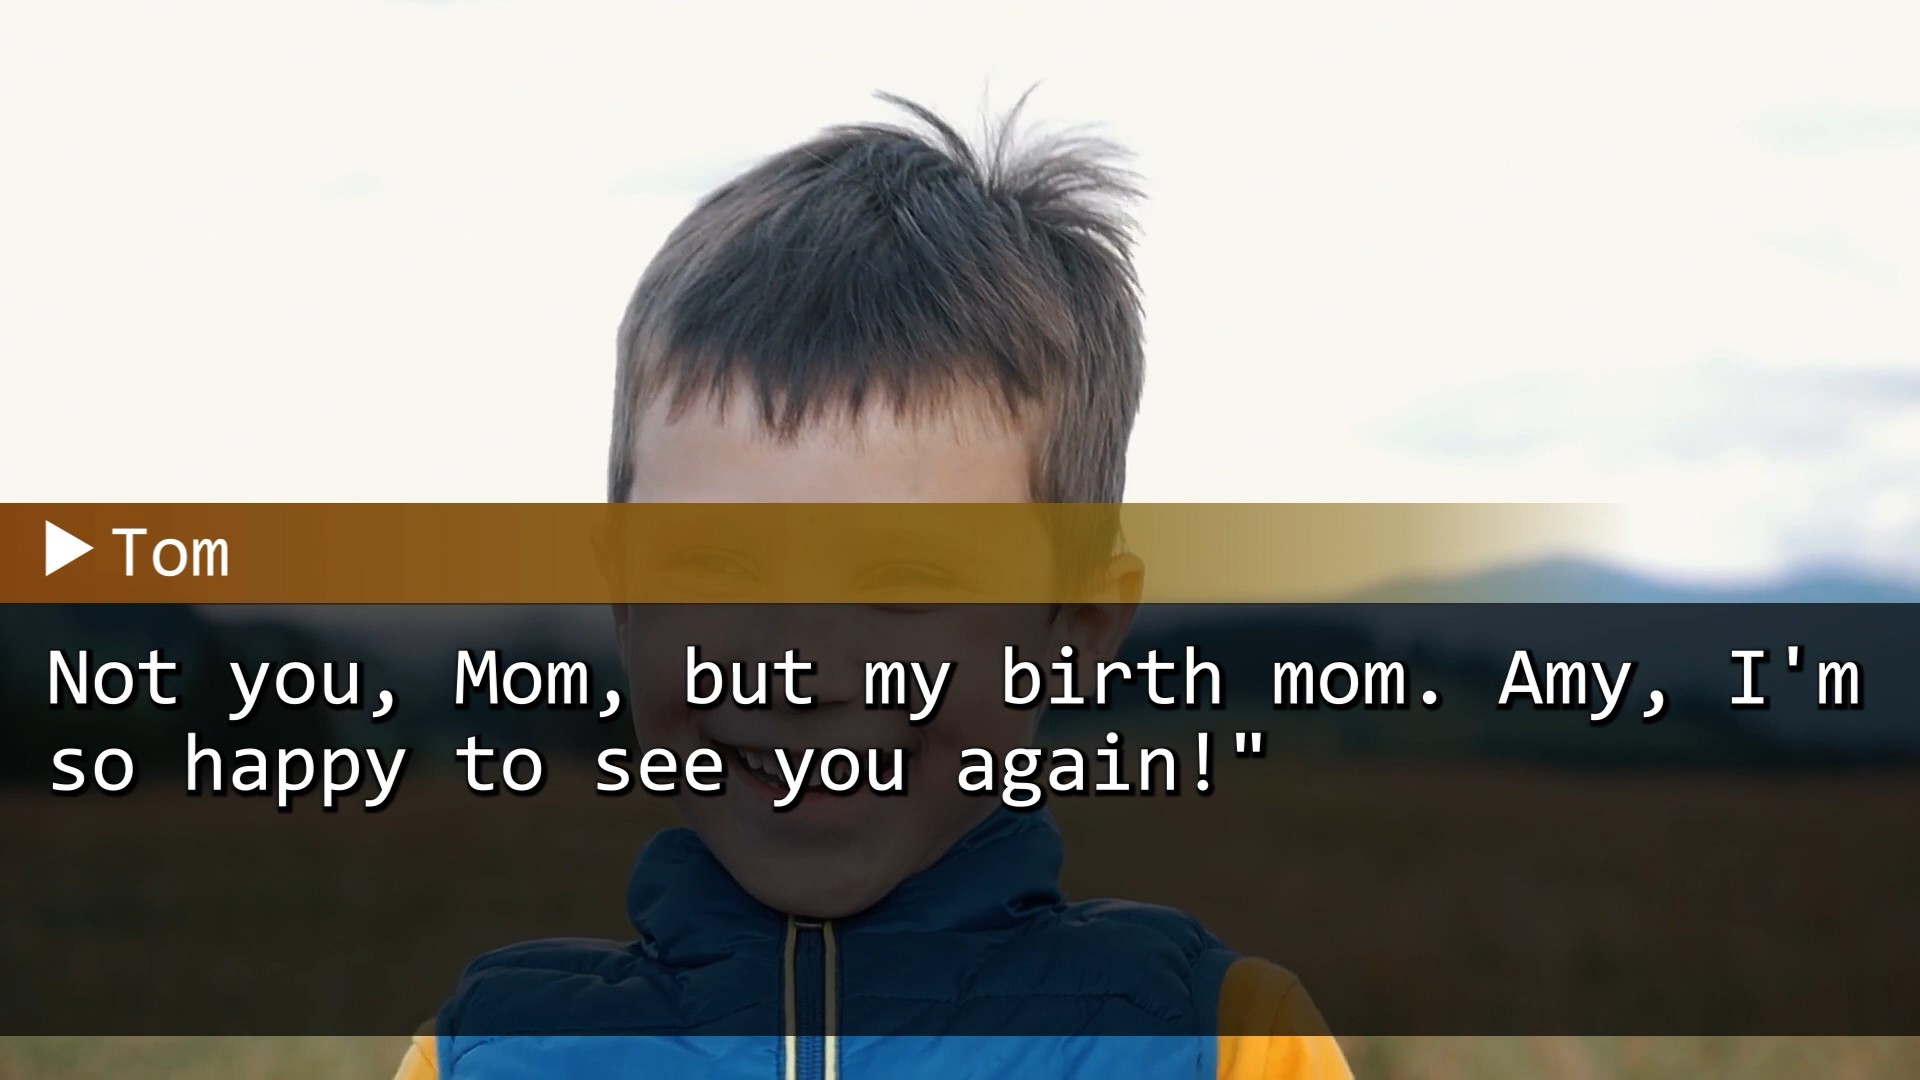 Tom
Not you, Mom, but my birth mom. Amy, I'm
so happy to see you again!"